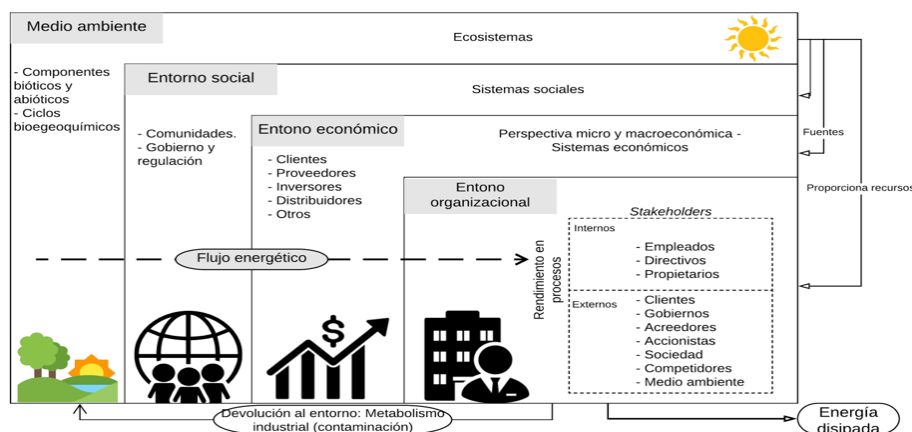 Medio ambiente
Ecosistemas
- Componentes
bióticos y
abióticos
- Ciclos
bioegeoquímicos
Entorno social
Sistemas sociales
- Comunidades.
- Gobierno y
regulación
Entono económico
Perspectiva micro y macroeconómica -
Sistemas económicos
- Clientes
- Proveedores
- Inversores
- Distribuidores
- Otros
Entono
organizacional
Stakeholders
Internos
- Empleados
- Directivos
- Propietarios
Externos
- Clientes
- Gobiernos
- Acreedores
- Accionistas
- Sociedad
- Competidores
- Medio ambiente
Rendimiento en
procesos
Flujo energético
Fuentes
Proporciona recursos
$
Devolución al entorno: Metabolismo
industrial (contaminación)
Energía
disipada